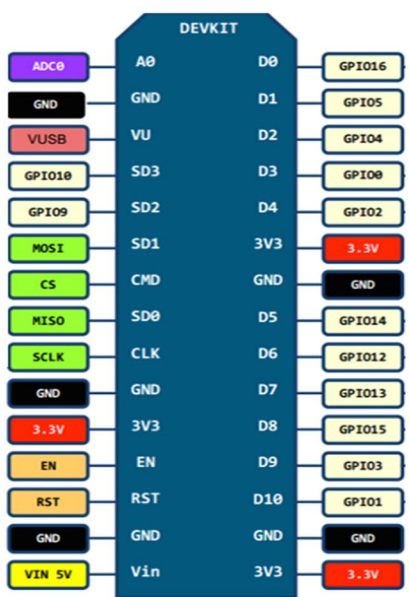 DEVKIT
ADC0 A0 D0 GPIO16
GND GND D1 GPIO5
VUSB VU D2 GPIO4
GPIO10 SD3 D3 GPIO0
GPIO9 SD2 D4 GPIO2
MOSI SD1 3V3 3.3V
CS CMD GND GND
MISO SD0 D5 GPIO14
SCLK CLK D6 GPIO12
GND GND D7 GPIO13
3.3V 3V3 D8 GPIO15
EN EN D9 GPIO3
RST RST D10 GPIO1
GND GND GND GND
VIN 5V Vin 3V3 3.3V